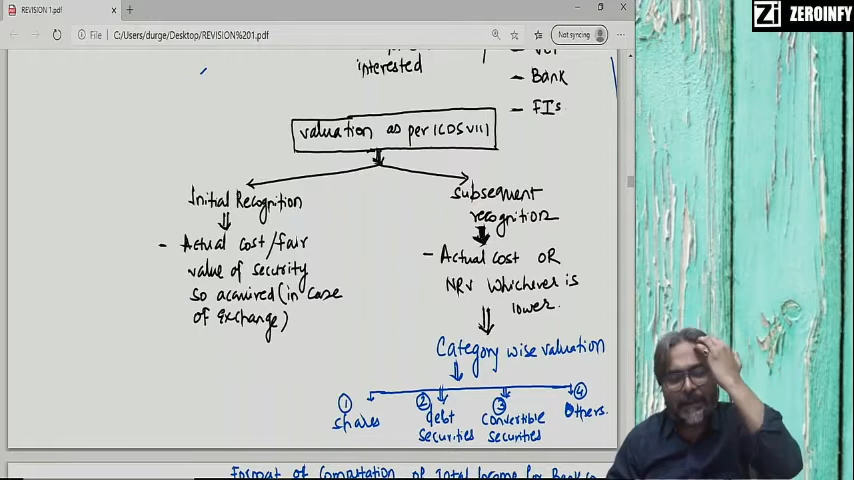 REVISION 1.pdf
File
C:/Users/durge/Desktop/REVISION%201.pdf
Not syncing
ZEROINFY
interested
- Bank
- FIs
valuation as per ICDS VIII
Initial Recognition
- Actual cost/fair
value of security
so acquired (in case
of exchange)
Subsequent
recognition
- Actual cost OR
NRV whichever is
lower.
Category wise valuation
① shares
② debt
securities
③ convertible
securities
④ Others.
Format of Computation of Total Income for Bank